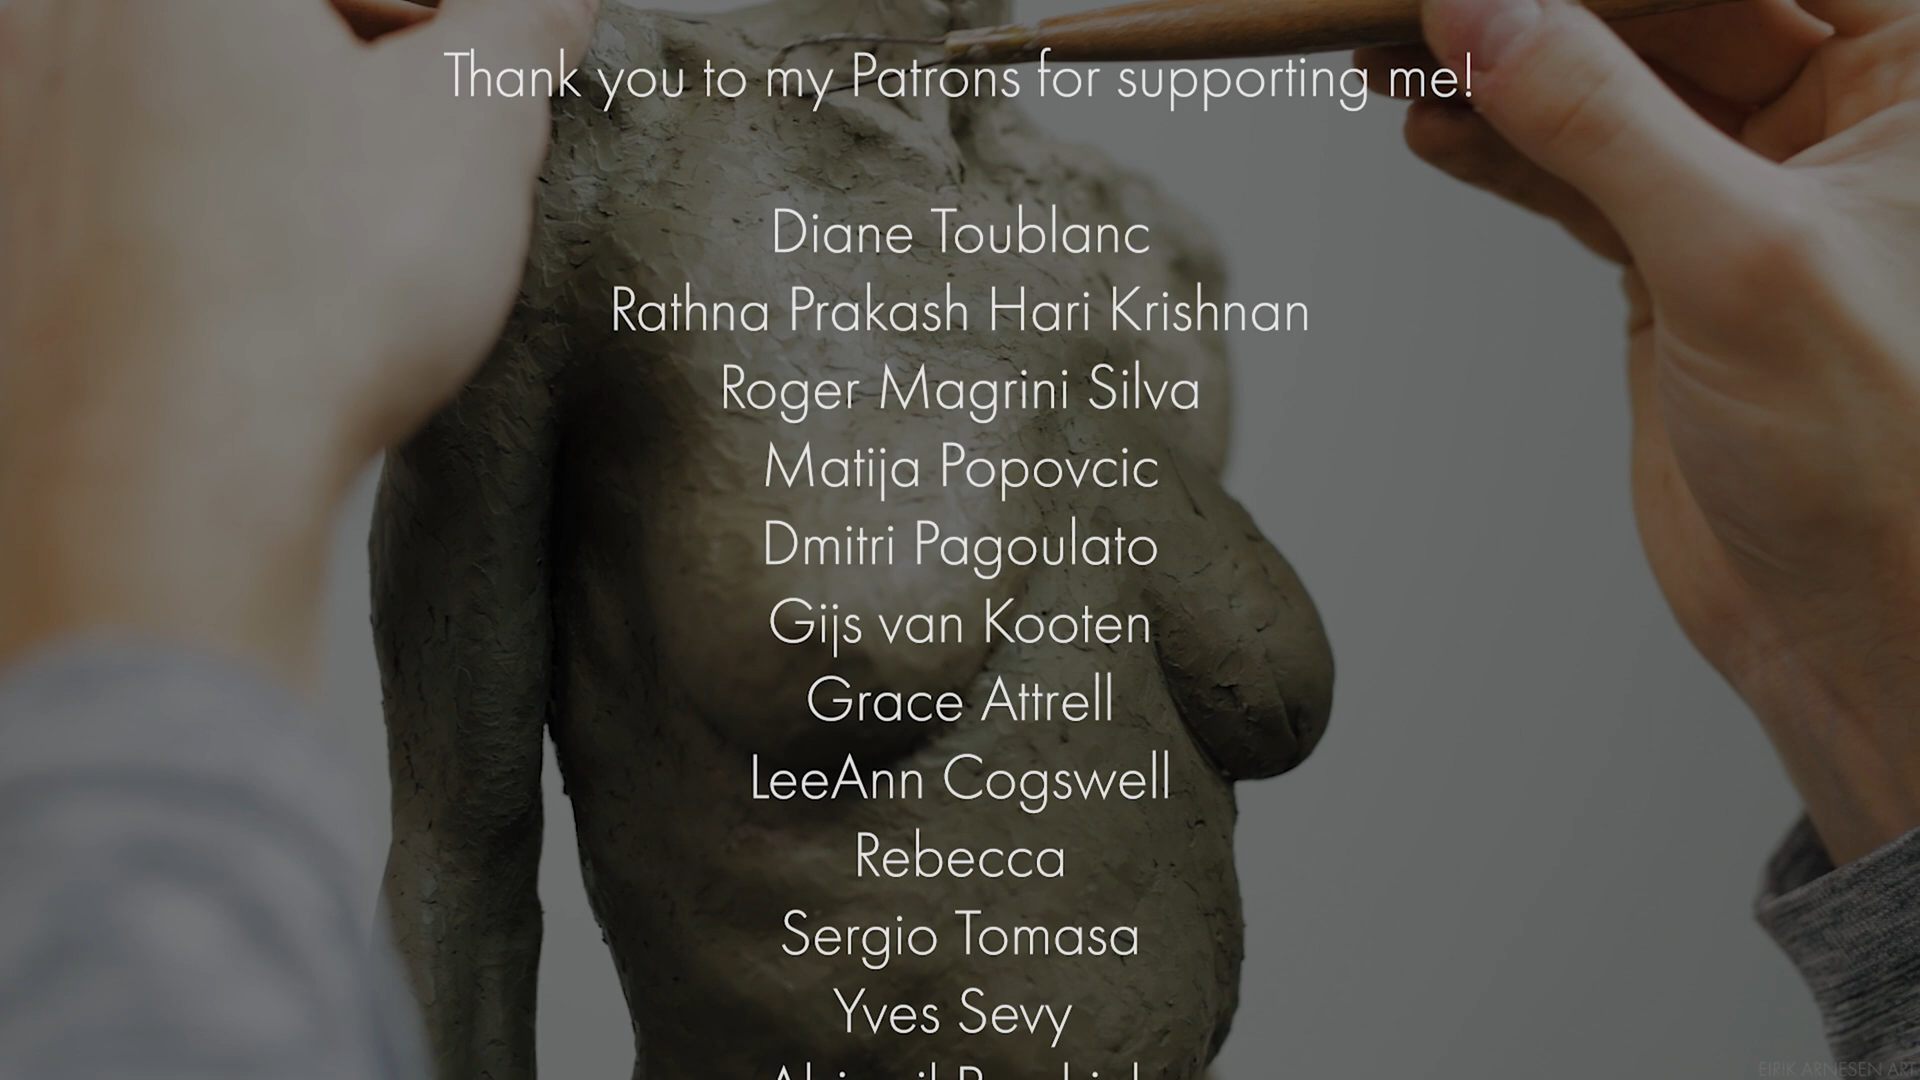 Thank you to my Patrons for supporting me!
Diane Toublanc
Rathna Prakash Hari Krishnan
Roger Magrini Silva
Matija Popovcic
Dmitri Pagoulato
Gijs van Kooten
Grace Attrell
LeeAnn Cogswell
Rebecca
Sergio Tomasa
Yves Sevy
EIRIK ARNESEN ART